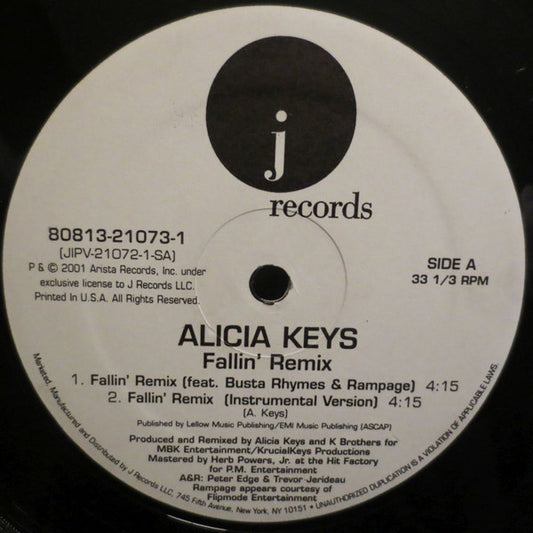 j
records
80813-21073-1
(JIPV-21072-1-SA)
P & © 2001 Arista Records, Inc. under
exclusive license to J Records LLC.
Printed In U.S.A. All Rights Reserved.
SIDE A
33 1/3 RPM
ALICIA KEYS
Fallin' Remix
1. Fallin' Remix (feat. Busta Rhymes & Rampage) 4:15
2. Fallin' Remix (Instrumental Version) 4:15
(A. Keys)
Published by Lellow Music Publishing/EMI Music Publishing (ASCAP)
Produced and Remixed by Alicia Keys and K Brothers for
MBK Entertainment/KrucialKeys Productions
Mastered by Herb Powers, Jr. at the Hit Factory
for P.M. Entertainment
A&R: Peter Edge & Trevor Jerideau
Rampage appears courtesy of
Flipmode Entertainment
Marketed, Manufactured and Distributed by J Records LLC, 745 Fifth Avenue, New York, NY 10151 • UNAUTHORIZED DUPLICATION IS A VIOLATION OF APPLICABLE LAWS